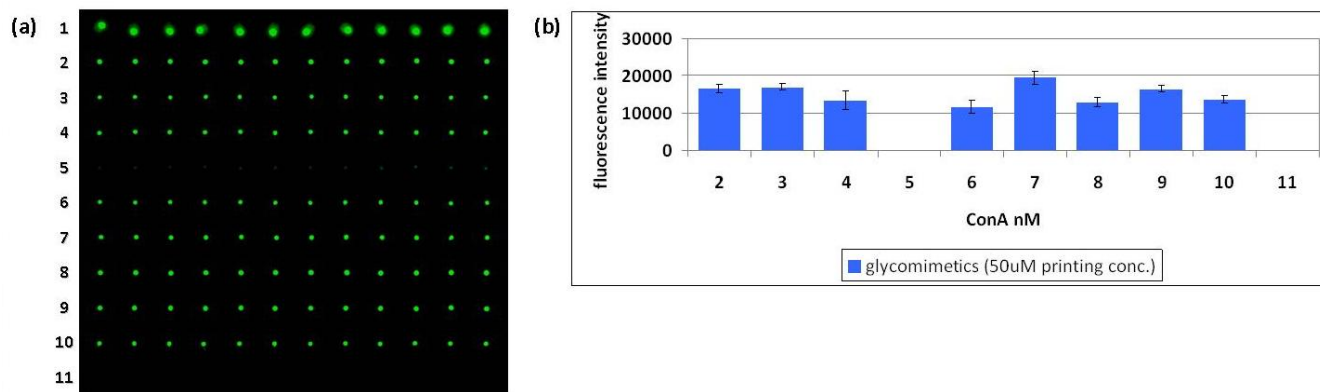 (a)
1
2
3
4
5
6
7
8
9
10
11
(b)
fluorescence intensity
30000
20000
10000
0
2 3 4 5 6 7 8 9 10 11
ConA nM
glycomimetics (50uM printing conc.)